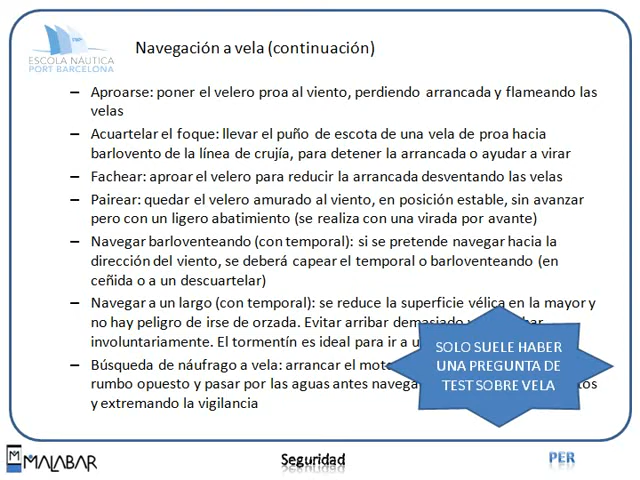 ESCOLA NÁUTICA
PORT BARCELONA
Navegación a vela (continuación)
– Aproarse: poner el velero proa al viento, perdiendo arrancada y flameando las
velas
– Acuartelar el foque: llevar el puño de escota de una vela de proa hacia
barlovento de la línea de crujía, para detener la arrancada o ayudar a virar
– Fachear: aproar el velero para reducir la arrancada desventando las velas
– Pairear: quedar el velero amurado al viento, en posición estable, sin avanzar
pero con un ligero abatimiento (se realiza con una virada por avante)
– Navegar barloventeando (con temporal): si se pretende navegar hacia la
dirección del viento, se deberá capear el temporal o barloventeando (en
ceñida o a un descuartelar)
– Navegar a un largo (con temporal): se reduce la superficie vélica en la mayor y
no hay peligro de irse de orzada. Evitar arribar
involuntariamente. El tormentín es ideal para ir a
– Búsqueda de náufrago a vela: arrancar el
rumbo opuesto y pasar por las aguas antes
y extremando la vigilancia
SOLO SUELE HABER
UNA PREGUNTA DE
TEST SOBRE VELA
MALABAR
Seguridad
PER